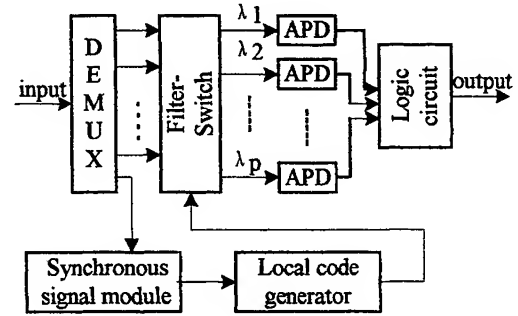 input
D
E
M
U
X
Filter-
Switch
λ1
APD
λ2
APD
λp
APD
Logic
circuit
output
Synchronous
signal module
Local code
generator